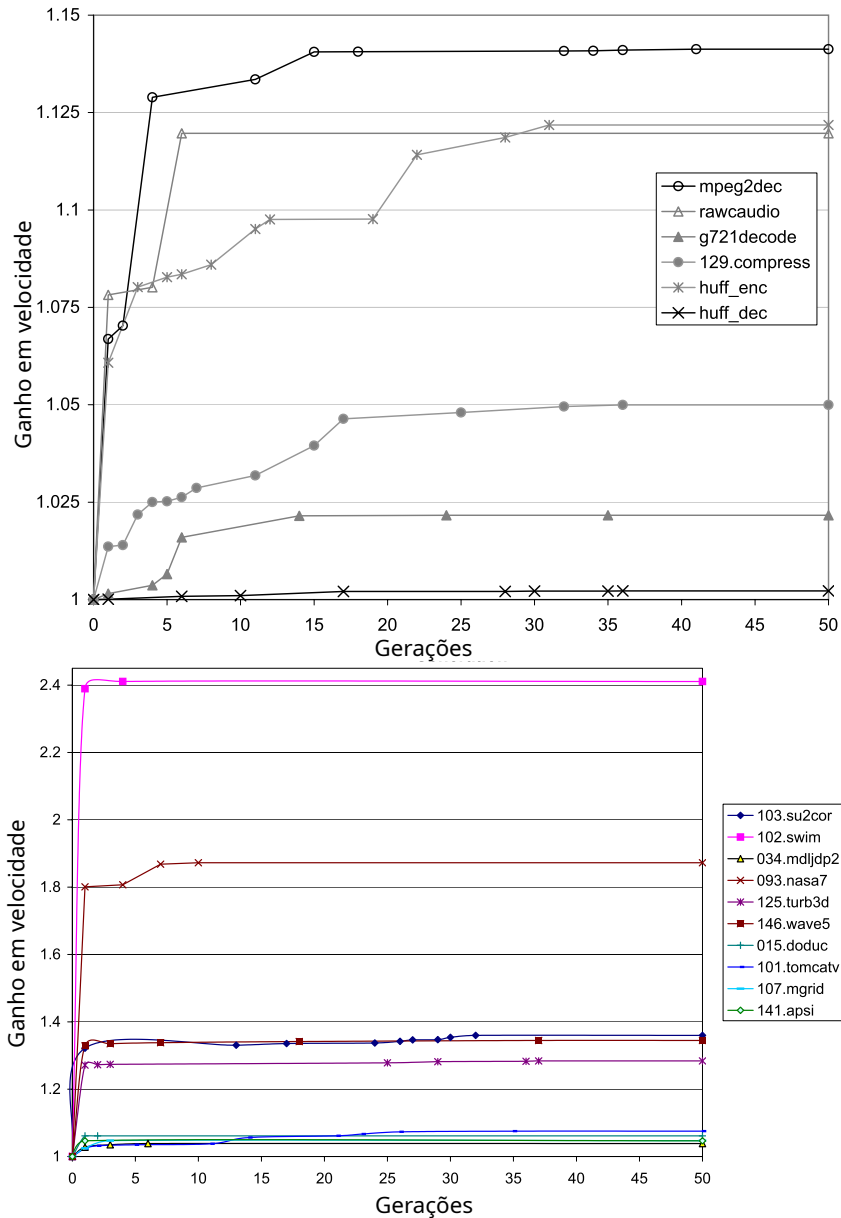 1.15
1.125
1.1
1.075
1.05
1.025
1
Ganho em velocidade
mpeg2dec
rawcaudio
g721decode
129.compress
huff_enc
huff_dec
0 5 10 15 20 25 30 35 40 45 50
Gerações
2.4
2.2
2
1.8
1.6
1.4
1.2
1
Ganho em velocidade
103.su2cor
102.swim
034.mdljdp2
093.nasa7
125.turb3d
146.wave5
015.doduc
101.tomcatv
107.mgrid
141.apsi
0 5 10 15 20 25 30 35 40 45 50
Gerações